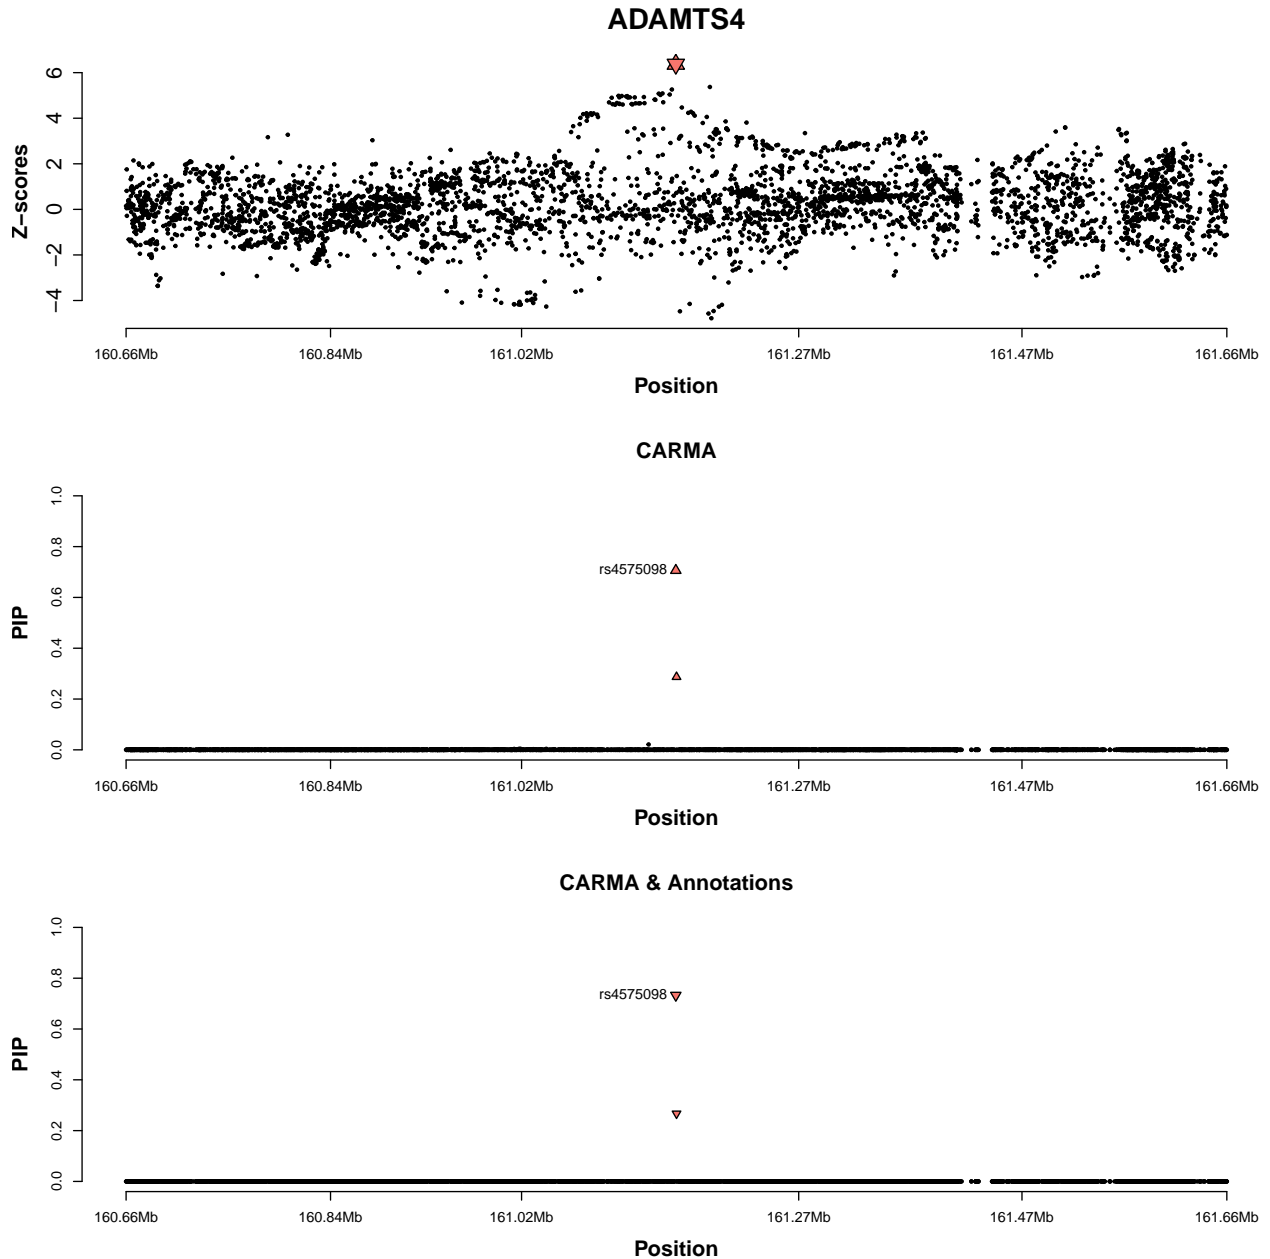 ADAMTS4
Z−scores
6
4
2
0
−2
−4
160.66Mb 160.84Mb 161.02Mb 161.27Mb 161.47Mb 161.66Mb
Position
CARMA
PIP
1.0
0.8
0.6
0.4
0.2
0.0
rs4575098
160.66Mb 160.84Mb 161.02Mb 161.27Mb 161.47Mb 161.66Mb
Position
CARMA & Annotations
PIP
1.0
0.8
0.6
0.4
0.2
0.0
rs4575098
160.66Mb 160.84Mb 161.02Mb 161.27Mb 161.47Mb 161.66Mb
Position